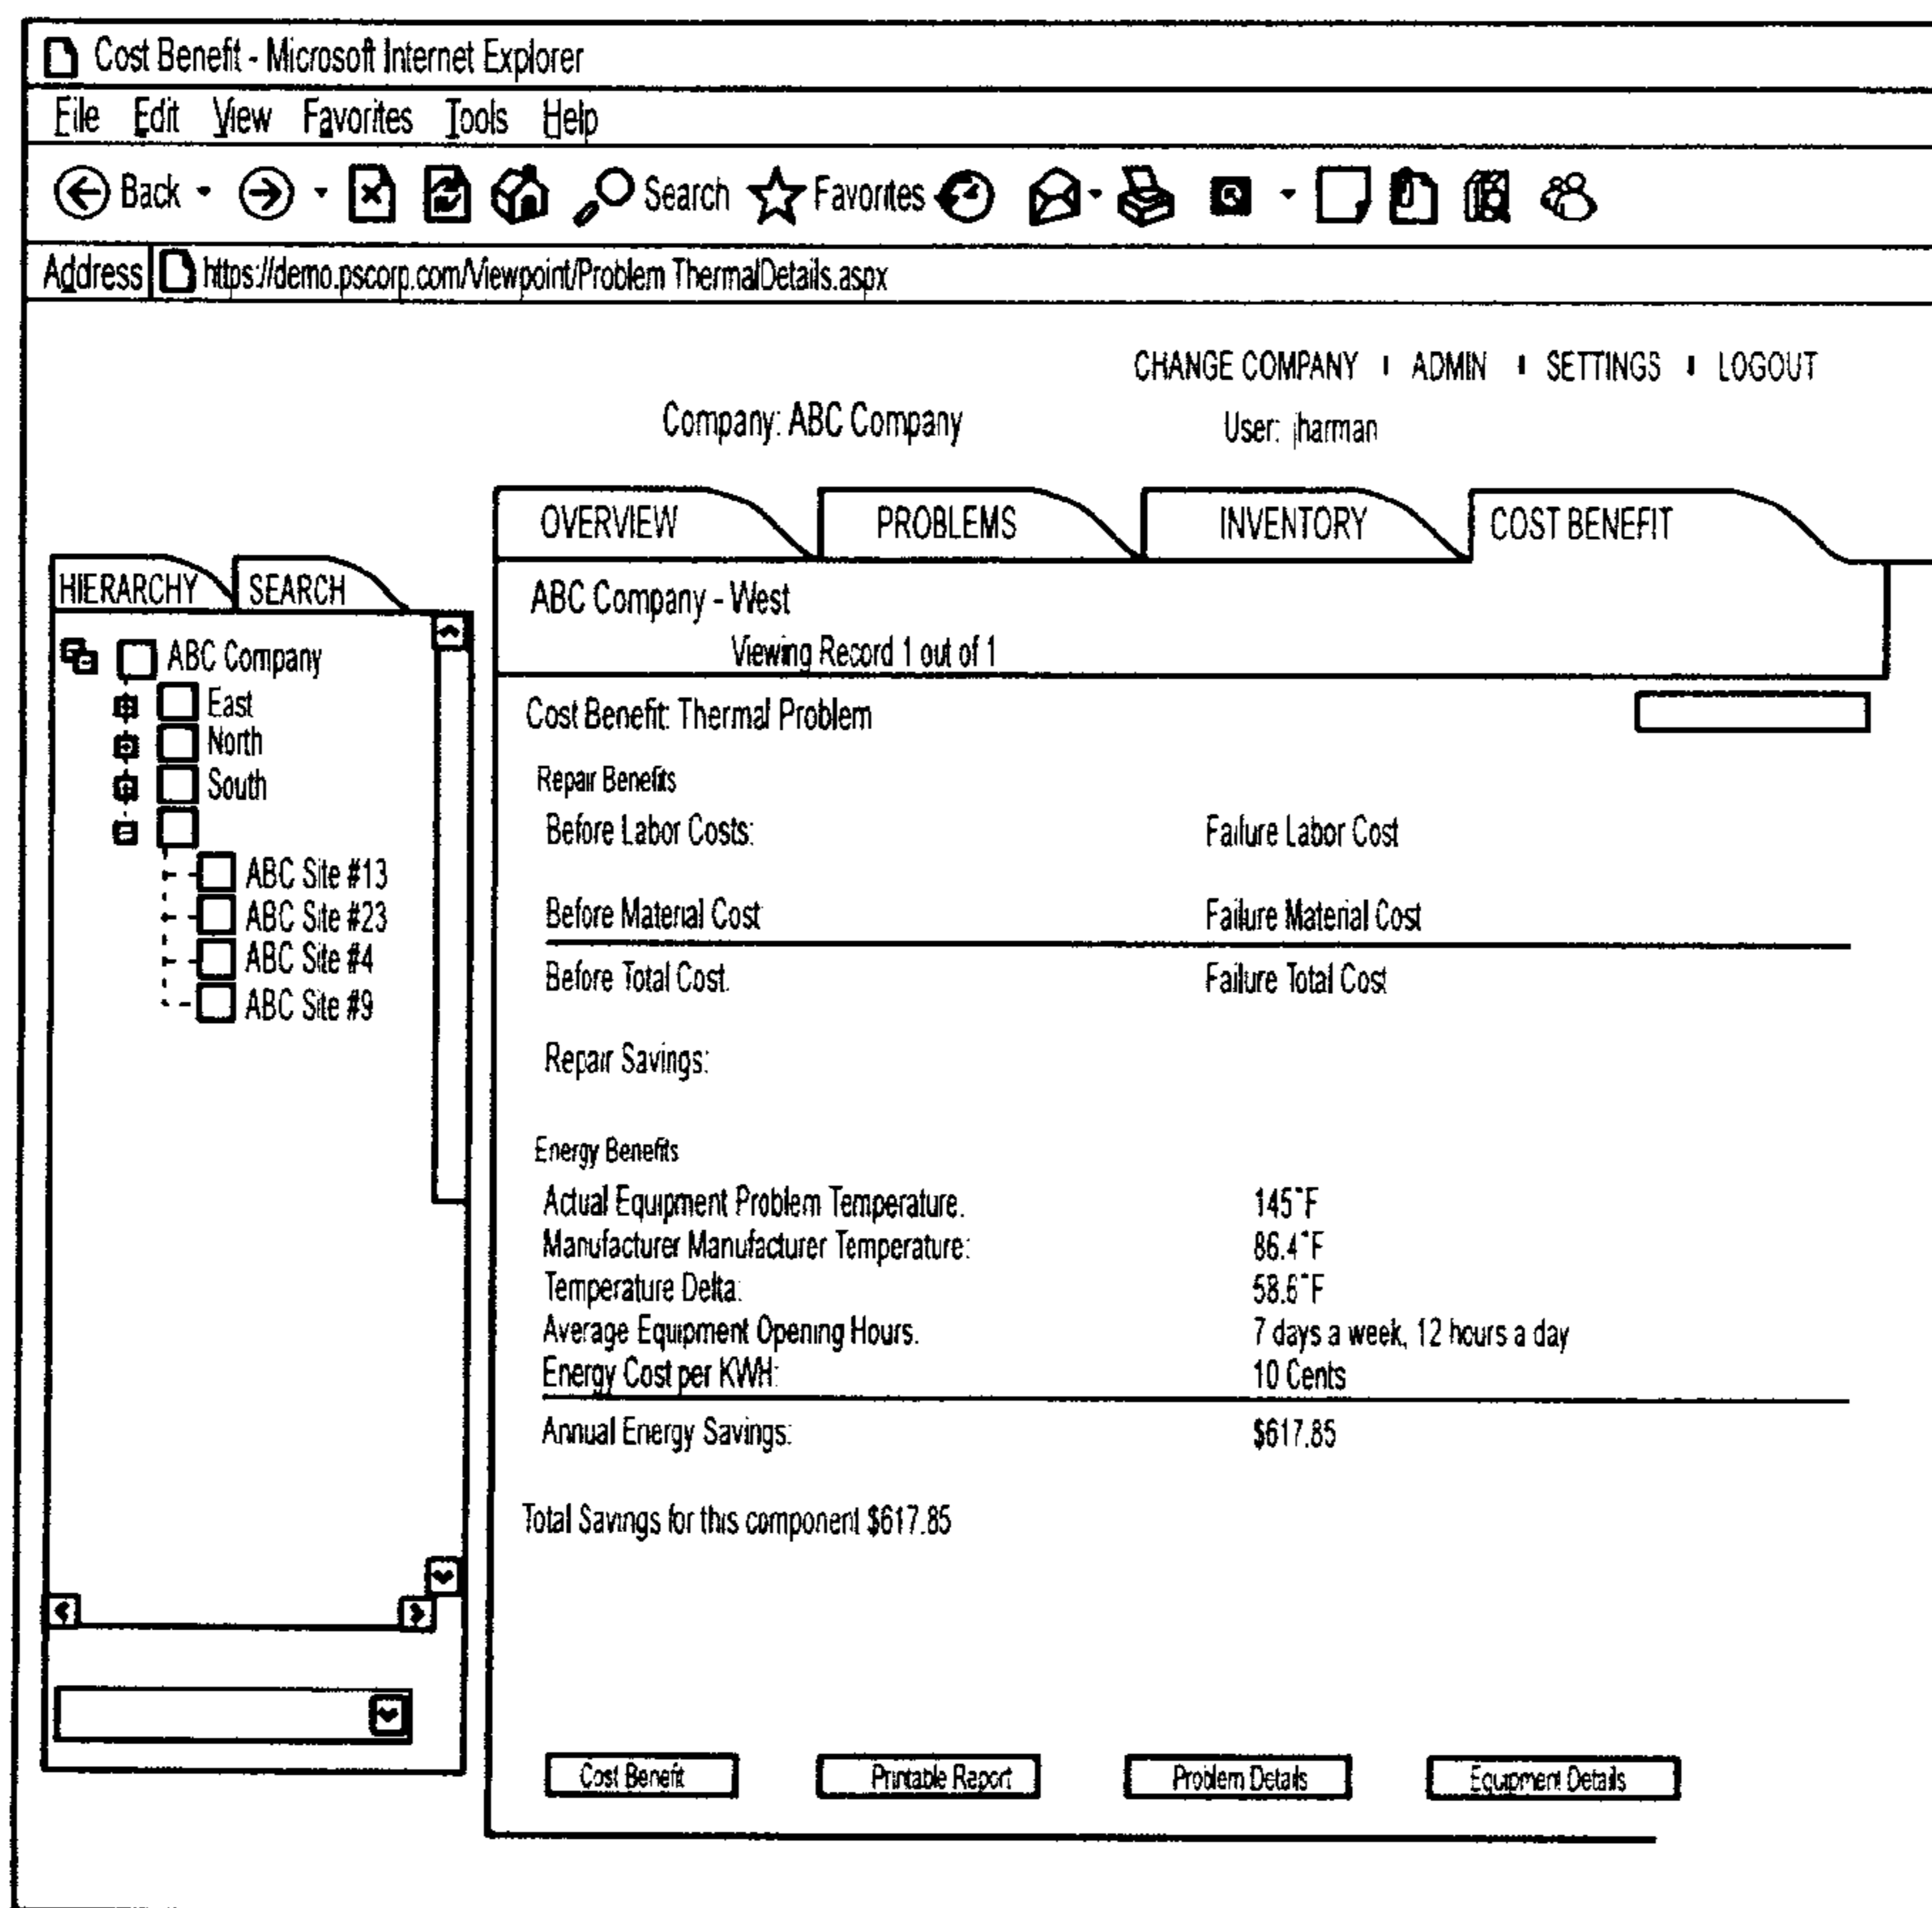 Cost Benefit - Microsoft Internet Explorer
File Edit View Favorites Tools Help
Back Search Favorites
Address https://demo.pscorp.com/Viewpoint/Problem ThermalDetails.aspx
CHANGE COMPANY | ADMIN | SETTINGS | LOGOUT
Company: ABC Company User: jharman
OVERVIEW PROBLEMS INVENTORY COST BENEFIT
HIERARCHY SEARCH
ABC Company
East
North
South
ABC Site #13
ABC Site #23
ABC Site #4
ABC Site #9
ABC Company - West
Viewing Record 1 out of 1
Cost Benefit: Thermal Problem
Repair Benefits
Before Labor Costs: Failure Labor Cost
Before Material Cost Failure Material Cost
Before Total Cost. Failure Total Cost
Repair Savings:
Energy Benefits
Actual Equipment Problem Temperature. 145°F
Manufacturer Manufacturer Temperature: 86.4°F
Temperature Delta: 58.6°F
Average Equipment Opening Hours. 7 days a week, 12 hours a day
Energy Cost per KWH: 10 Cents
Annual Energy Savings: $617.85
Total Savings for this component $617.85
Cost Benefit Printable Report Problem Details Equipment Details